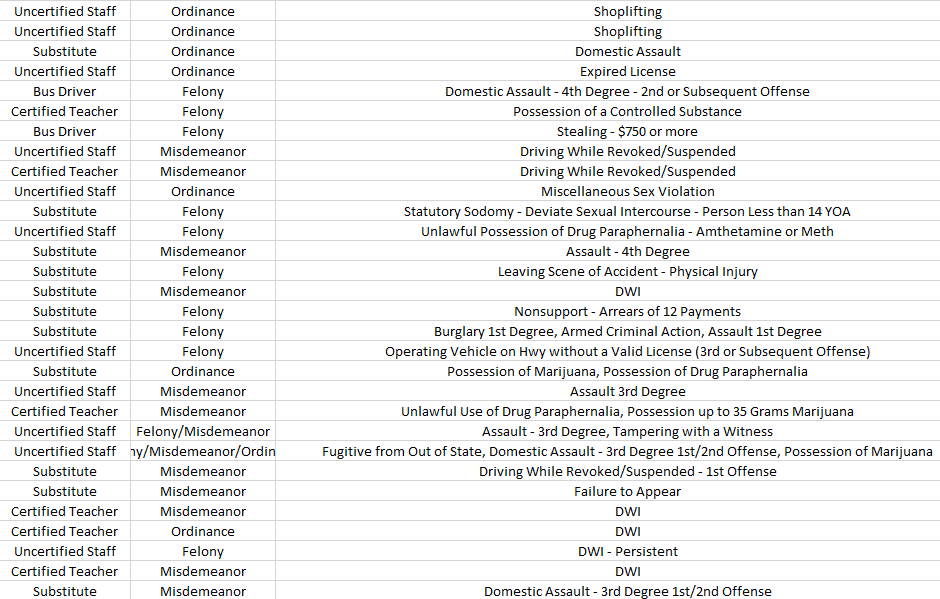 Uncertified Staff Ordinance Shoplifting
Uncertified Staff Ordinance Shoplifting
Substitute Ordinance Domestic Assault
Uncertified Staff Ordinance Expired License
Bus Driver Felony Domestic Assault - 4th Degree - 2nd or Subsequent Offense
Certified Teacher Felony Possession of a Controlled Substance
Bus Driver Felony Stealing - $750 or more
Uncertified Staff Misdemeanor Driving While Revoked/Suspended
Certified Teacher Misdemeanor Driving While Revoked/Suspended
Uncertified Staff Ordinance Miscellaneous Sex Violation
Substitute Felony Statutory Sodomy - Deviate Sexual Intercourse - Person Less than 14 YOA
Uncertified Staff Felony Unlawful Possession of Drug Paraphernalia - Amthetamine or Meth
Substitute Misdemeanor Assault - 4th Degree
Substitute Felony Leaving Scene of Accident - Physical Injury
Substitute Misdemeanor DWI
Substitute Felony Nonsupport - Arrears of 12 Payments
Substitute Felony Burglary 1st Degree, Armed Criminal Action, Assault 1st Degree
Uncertified Staff Felony Operating Vehicle on Hwy without a Valid License (3rd or Subsequent Offense)
Substitute Ordinance Possession of Marijuana, Possession of Drug Paraphernalia
Uncertified Staff Misdemeanor Assault 3rd Degree
Certified Teacher Misdemeanor Unlawful Use of Drug Paraphernalia, Possession up to 35 Grams Marijuana
Uncertified Staff Felony/Misdemeanor Assault - 3rd Degree, Tampering with a Witness
Uncertified Staff ny/Misdemeanor/Ordin Fugitive from Out of State, Domestic Assault - 3rd Degree 1st/2nd Offense, Possession of Marijuana
Substitute Misdemeanor Driving While Revoked/Suspended - 1st Offense
Substitute Misdemeanor Failure to Appear
Certified Teacher Misdemeanor DWI
Certified Teacher Ordinance DWI
Uncertified Staff Felony DWI - Persistent
Certified Teacher Misdemeanor DWI
Substitute Misdemeanor Domestic Assault - 3rd Degree 1st/2nd Offense